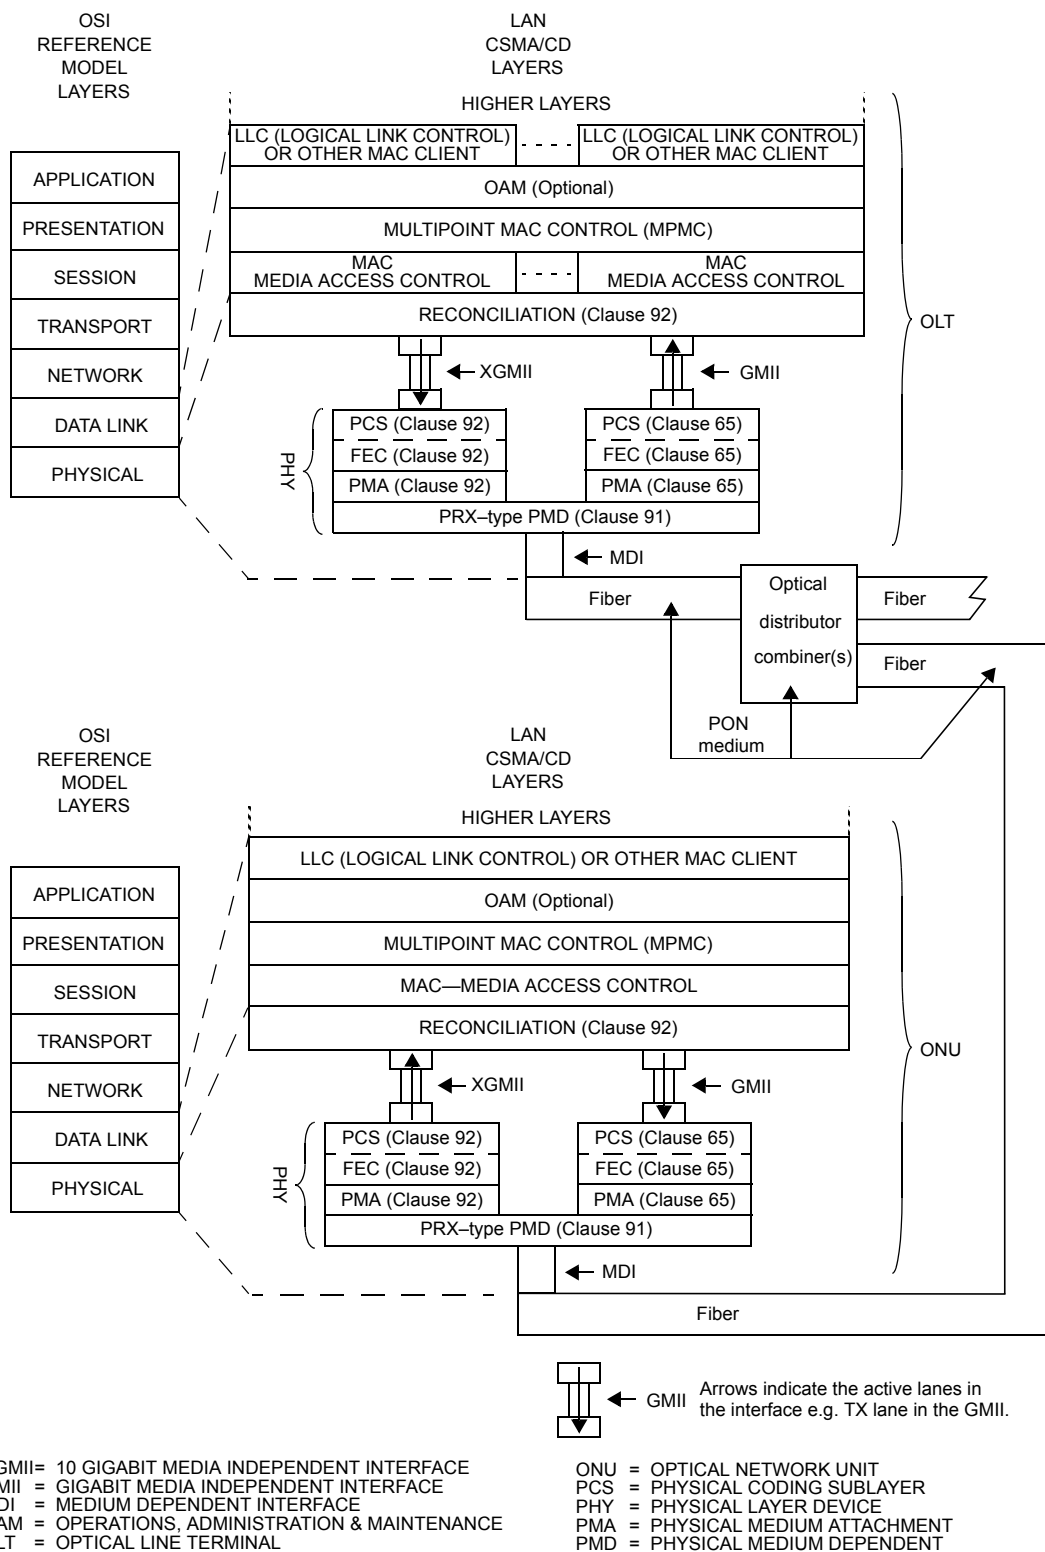 OSI
REFERENCE
MODEL
LAYERS
LAN
CSMA/CD
LAYERS
HIGHER LAYERS
LLC (LOGICAL LINK CONTROL)
OR OTHER MAC CLIENT
LLC (LOGICAL LINK CONTROL)
OR OTHER MAC CLIENT
OAM (Optional)
MULTIPOINT MAC CONTROL (MPMC)
MAC
MEDIA ACCESS CONTROL
MAC
MEDIA ACCESS CONTROL
RECONCILIATION (Clause 92)
APPLICATION
PRESENTATION
SESSION
TRANSPORT
NETWORK
DATA LINK
PHYSICAL
OLT
XGMII
GMII
PHY
PCS (Clause 92)
FEC (Clause 92)
PMA (Clause 92)
PCS (Clause 65)
FEC (Clause 65)
PMA (Clause 65)
PRX–type PMD (Clause 91)
MDI
Fiber
Optical
distributor
combiner(s)
Fiber
Fiber
PON
medium
OSI
REFERENCE
MODEL
LAYERS
LAN
CSMA/CD
LAYERS
HIGHER LAYERS
LLC (LOGICAL LINK CONTROL) OR OTHER MAC CLIENT
OAM (Optional)
MULTIPOINT MAC CONTROL (MPMC)
MAC—MEDIA ACCESS CONTROL
RECONCILIATION (Clause 92)
APPLICATION
PRESENTATION
SESSION
TRANSPORT
NETWORK
DATA LINK
PHYSICAL
ONU
XGMII
GMII
PHY
PCS (Clause 92)
FEC (Clause 92)
PMA (Clause 92)
PCS (Clause 65)
FEC (Clause 65)
PMA (Clause 65)
PRX–type PMD (Clause 91)
MDI
Fiber
GMII
Arrows indicate the active lanes in
the interface e.g. TX lane in the GMII.
GMII= 10 GIGABIT MEDIA INDEPENDENT INTERFACE
MII = GIGABIT MEDIA INDEPENDENT INTERFACE
DI = MEDIUM DEPENDENT INTERFACE
AM = OPERATIONS, ADMINISTRATION & MAINTENANCE
LT = OPTICAL LINE TERMINAL
ONU = OPTICAL NETWORK UNIT
PCS = PHYSICAL CODING SUBLAYER
PHY = PHYSICAL LAYER DEVICE
PMA = PHYSICAL MEDIUM ATTACHMENT
PMD = PHYSICAL MEDIUM DEPENDENT